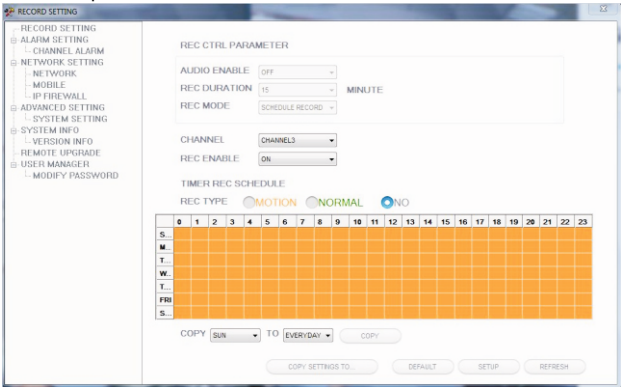 RECORD SETTING
RECORD SETTING
ALARM SETTING
CHANNEL ALARM
NETWORK SETTING
NETWORK
MOBILE
IP FIREWALL
ADVANCED SETTING
SYSTEM SETTING
SYSTEM INFO
VERSION INFO
REMOTE UPGRADE
USER MANAGER
MODIFY PASSWORD
REC CTRL PARAMETER
AUDIO ENABLE OFF
REC DURATION 15 MINUTE
REC MODE SCHEDULE RECORD
CHANNEL CHANNEL3
REC ENABLE ON
TIMER REC SCHEDULE
REC TYPE MOTION NORMAL NO
0 1 2 3 4 5 6 7 8 9 10 11 12 13 14 15 16 17 18 19 20 21 22 23
S...
M...
T...
W...
T...
FRI
S...
COPY SUN TO EVERYDAY COPY
COPY SETTINGS TO... DEFAULT SETUP REFRESH